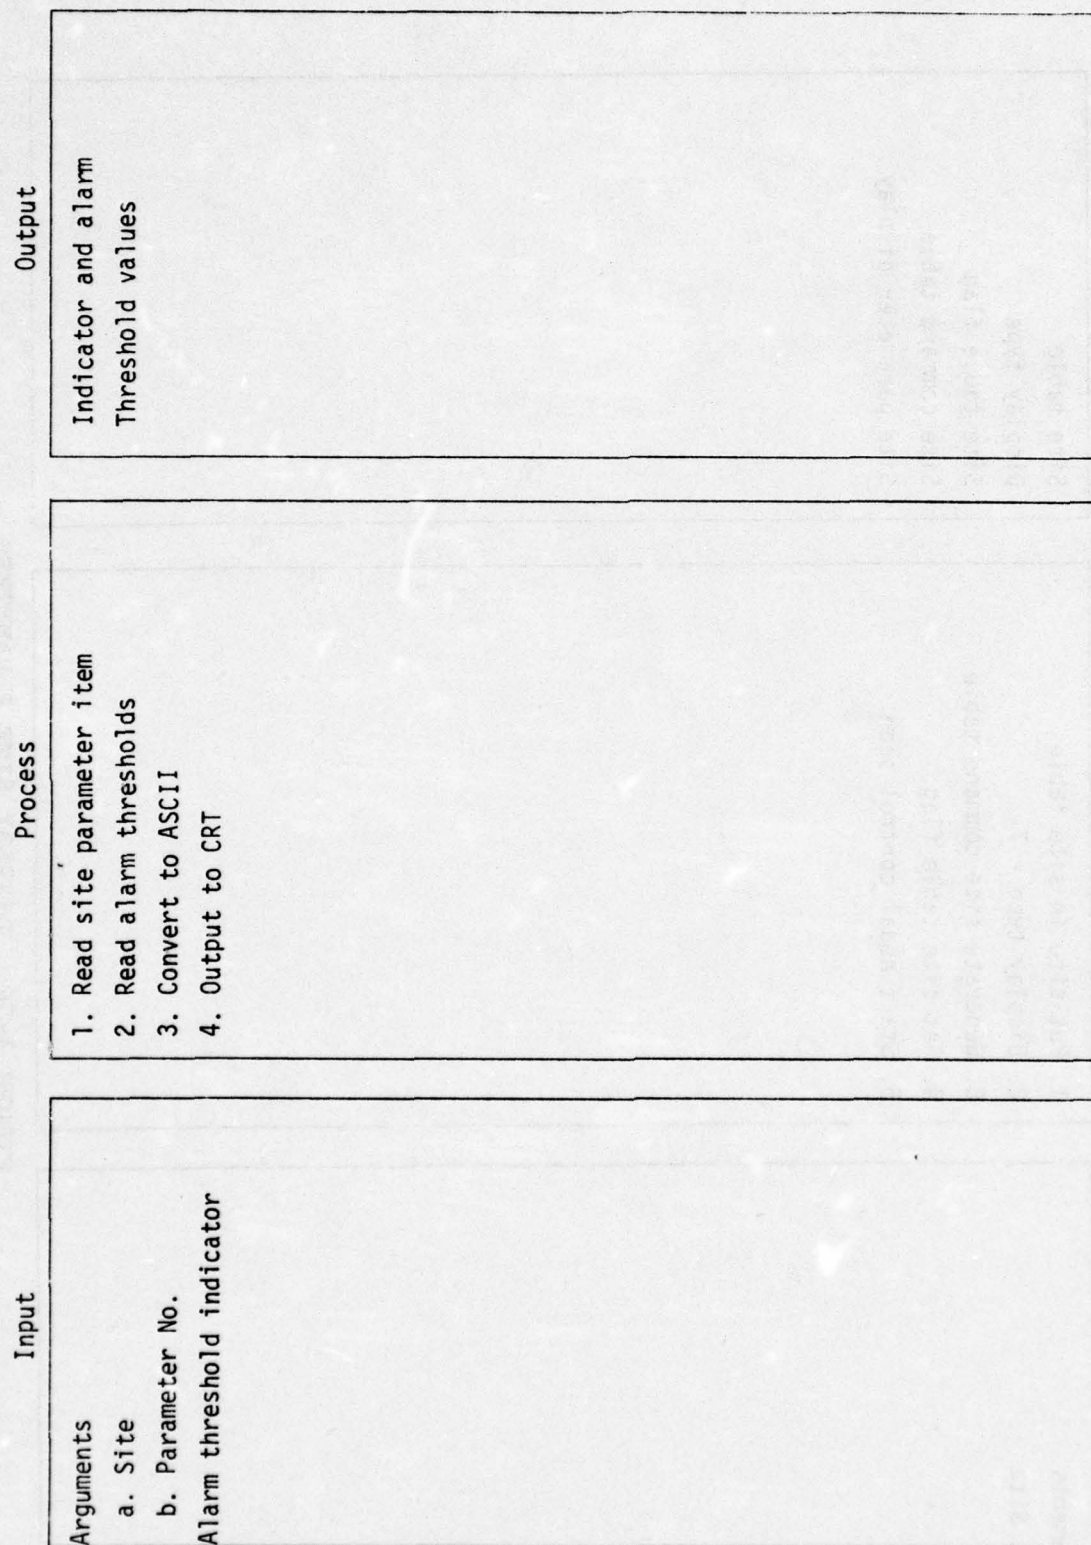 Input
Arguments
a. Site
b. Parameter No.
Alarm threshold indicator
Process
1. Read site parameter item
2. Read alarm thresholds
3. Convert to ASCII
4. Output to CRT
Output
Indicator and alarm
Threshold values